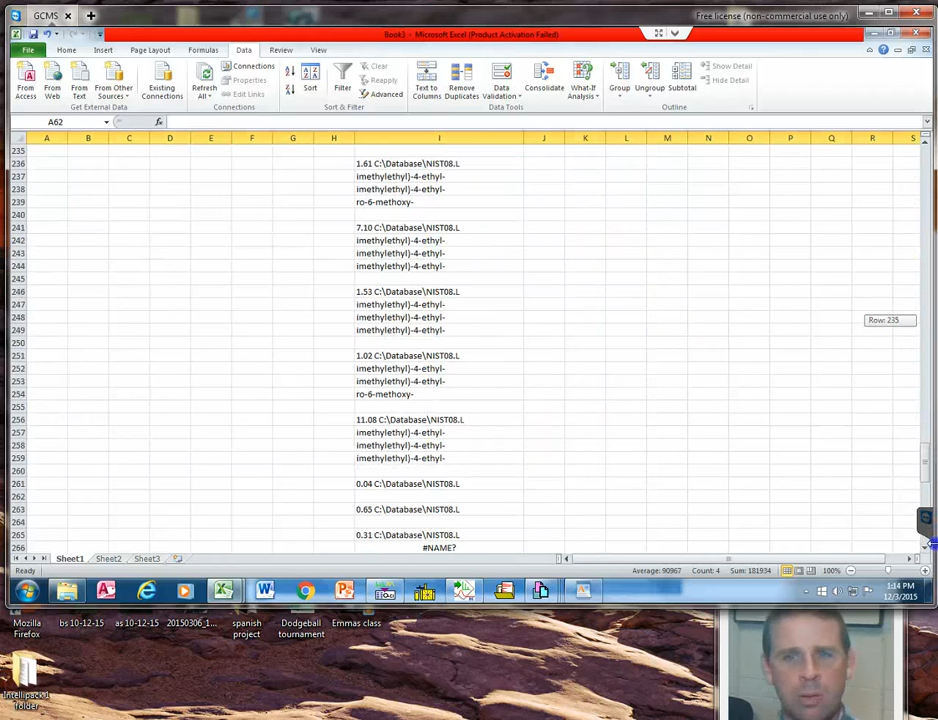 GCMS
Free license (non-commercial use only)
Book3 - Microsoft Excel (Product Activation Failed)
File Home Insert Page Layout Formulas Data Review View
From Access
From Web
From Text
From Other Sources
Existing Connections
Refresh All
Connections
Properties
Edit Links
Sort
Filter
Clear
Reapply
Advanced
Text to Columns
Remove Duplicates
Data Validation
Consolidate
What-If Analysis
Group
Ungroup
Subtotal
Show Detail
Hide Detail
Get External Data Connections Sort & Filter Data Tools Outline
A62 fx
A B C D E F G H I J K L M N O P Q R S
235
236 1.61 C:\Database\NIST08.L
237 imethylethyl)-4-ethyl-
238 imethylethyl)-4-ethyl-
239 ro-6-methoxy-
240
241 7.10 C:\Database\NIST08.L
242 imethylethyl)-4-ethyl-
243 imethylethyl)-4-ethyl-
244 imethylethyl)-4-ethyl-
245
246 1.53 C:\Database\NIST08.L
247 imethylethyl)-4-ethyl-
248 imethylethyl)-4-ethyl-
249 imethylethyl)-4-ethyl-
250
251 1.02 C:\Database\NIST08.L
252 imethylethyl)-4-ethyl-
253 imethylethyl)-4-ethyl-
254 ro-6-methoxy-
255
256 11.08 C:\Database\NIST08.L
257 imethylethyl)-4-ethyl-
258 imethylethyl)-4-ethyl-
259 imethylethyl)-4-ethyl-
260
261 0.04 C:\Database\NIST08.L
262
263 0.65 C:\Database\NIST08.L
264
265 0.31 C:\Database\NIST08.L
266 #NAME?
Row: 235
Sheet1 Sheet2 Sheet3
Ready Average: 90967 Count: 4 Sum: 181934 100%
1:14 PM
12/3/2015
Mozilla Firefox
bs 10-12-15
as 10-12-15
20150306_1...
spanish project
Dodgeball tournament
Emmas class
Intellipack1 folder